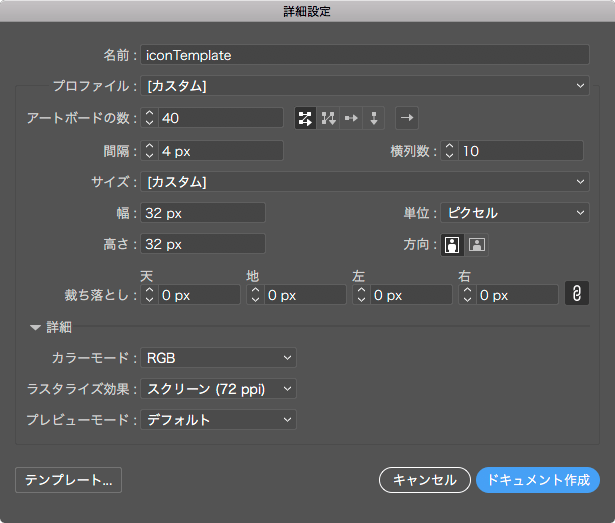 詳細設定
名前 : iconTemplate
プロファイル : [カスタム]
アートボードの数 : 40
間隔 : 4 px 横列数 : 10
サイズ : [カスタム]
幅 : 32 px 単位 : ピクセル
高さ : 32 px 方向 :
天 地 左 右
裁ち落とし : 0 px 0 px 0 px 0 px
詳細
カラーモード : RGB
ラスタライズ効果 : スクリーン (72 ppi)
プレビューモード : デフォルト
テンプレート... キャンセル ドキュメント作成